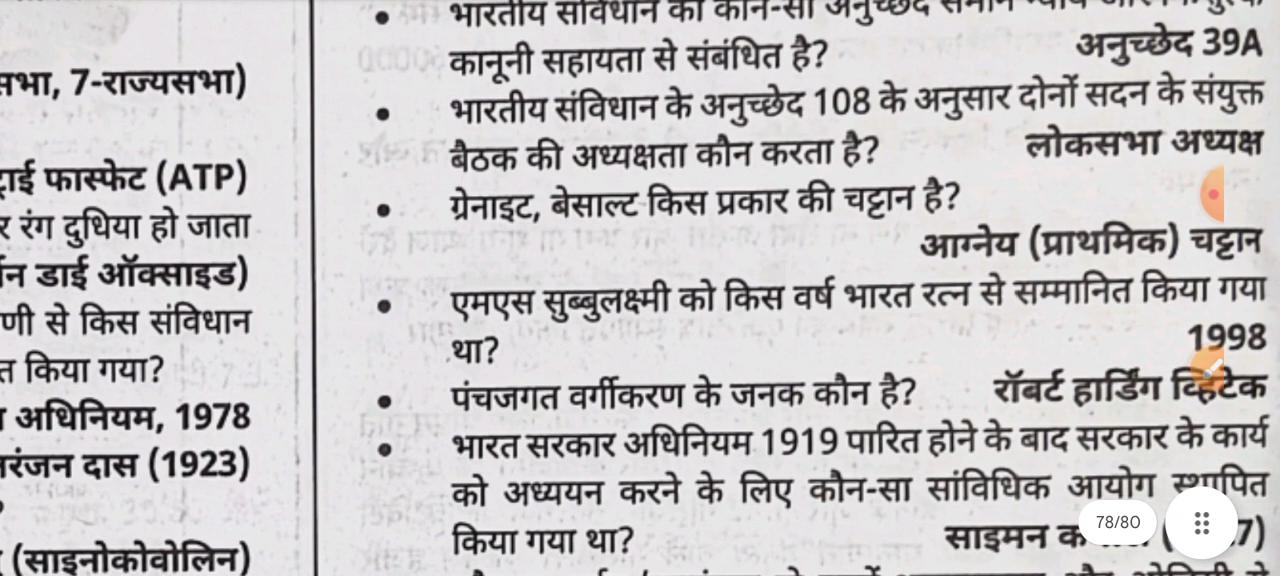 सभा, 7-राज्यसभा)
ट्राई फास्फेट (ATP)
रंग दुधिया हो जाता
डाई ऑक्साइड)
से किस संविधान
किया गया?
अधिनियम, 1978
दास (1923)
(साइनोकोवोलिन)
• भारतीय संविधान का कौन-सा अनुच्छेद समान न्याय
कानूनी सहायता से संबंधित है? अनुच्छेद 39A
• भारतीय संविधान के अनुच्छेद 108 के अनुसार दोनों सदन के संयुक्त
बैठक की अध्यक्षता कौन करता है? लोकसभा अध्यक्ष
• ग्रेनाइट, बेसाल्ट किस प्रकार की चट्टान है?
आग्नेय (प्राथमिक) चट्टान
• एमएस सुब्बुलक्ष्मी को किस वर्ष भारत रत्न से सम्मानित किया गया
था? 1998
• पंचजगत वर्गीकरण के जनक कौन है? रॉबर्ट हार्डिंग व्हिटेक
• भारत सरकार अधिनियम 1919 पारित होने के बाद सरकार के कार्य
को अध्ययन करने के लिए कौन-सा सांविधिक आयोग स्थापित
किया गया था? साइमन
78/80